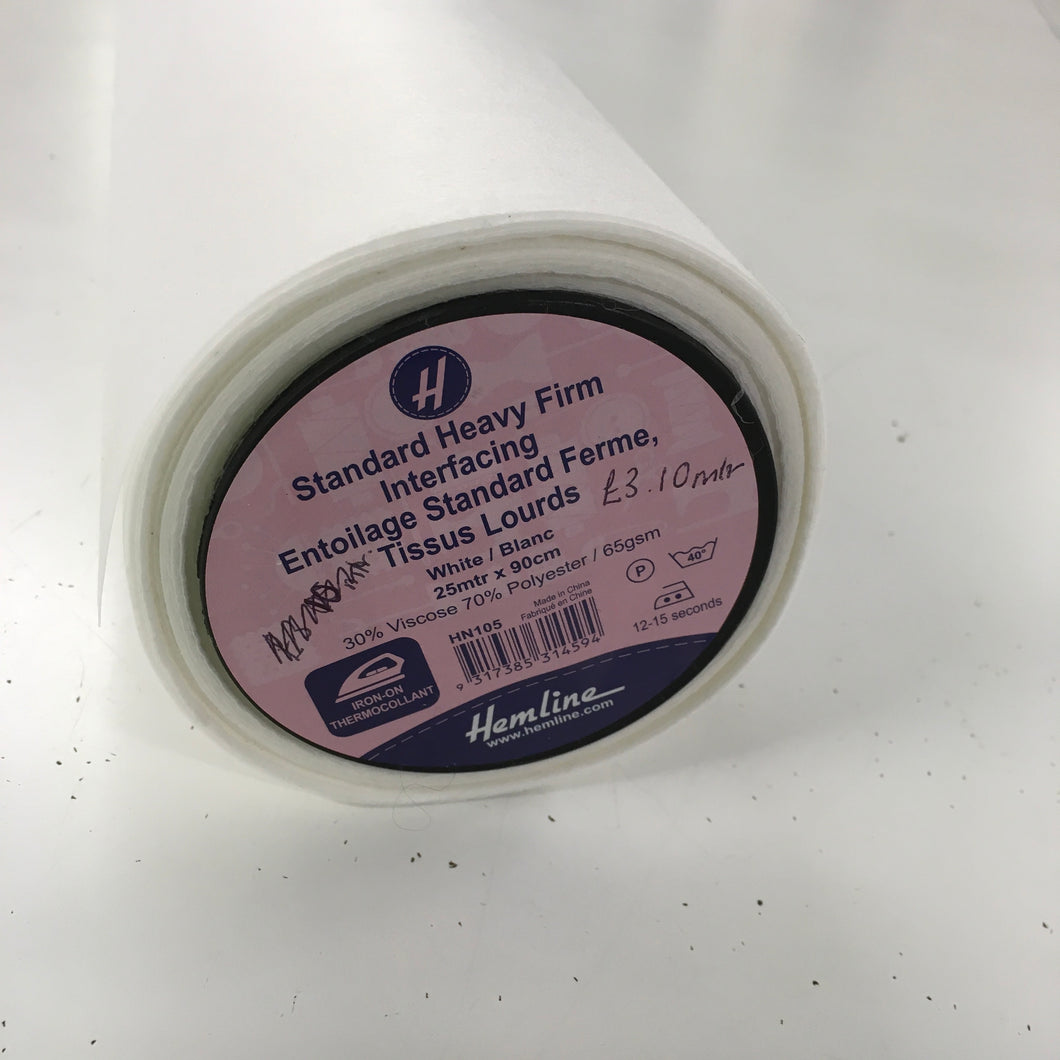 H
Standard Heavy Firm
Interfacing
Entoilage Standard Ferme,
Tissus Lourds
£3.10mtr
White / Blanc
25mtr x 90cm
30% Viscose 70% Polyester / 65gsm
HN105
Made in China
Fabriqué en Chine
9 317385 314594
P
40°
12-15 seconds
IRON-ON
THERMOCOLLANT
Hemline
www.hemline.com